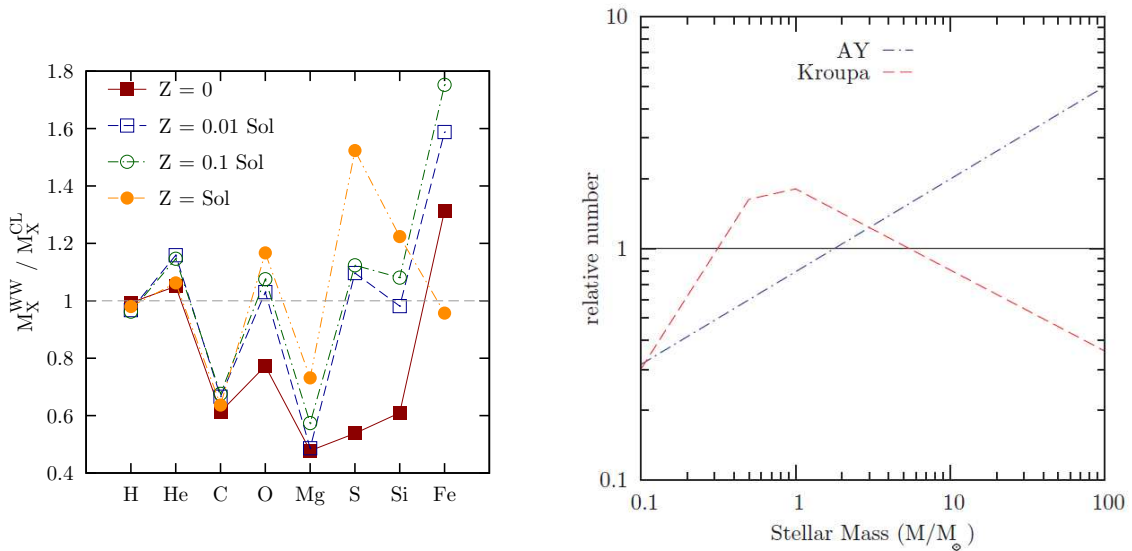 1.8
1.6
1.4
1.2
1
0.8
0.6
0.4
M_X^WW / M_X^CL
Z = 0
Z = 0.01 Sol
Z = 0.1 Sol
Z = Sol
H He C O Mg S Si Fe
10
1
0.1
relative number
AY
Kroupa
0.1 1 10 100
Stellar Mass (M/M⊙)